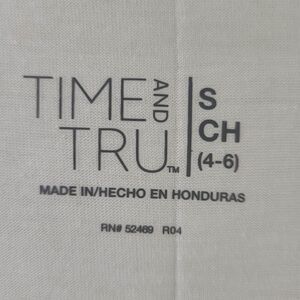 TIME AND
TRU™
S
CH
(4-6)
MADE IN/HECHO EN HONDURAS
RN# 52469 R04